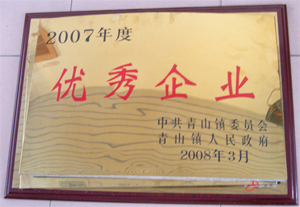 2007年度
优秀企业
中共青山镇委员会
青山镇人民政府
2008年3月